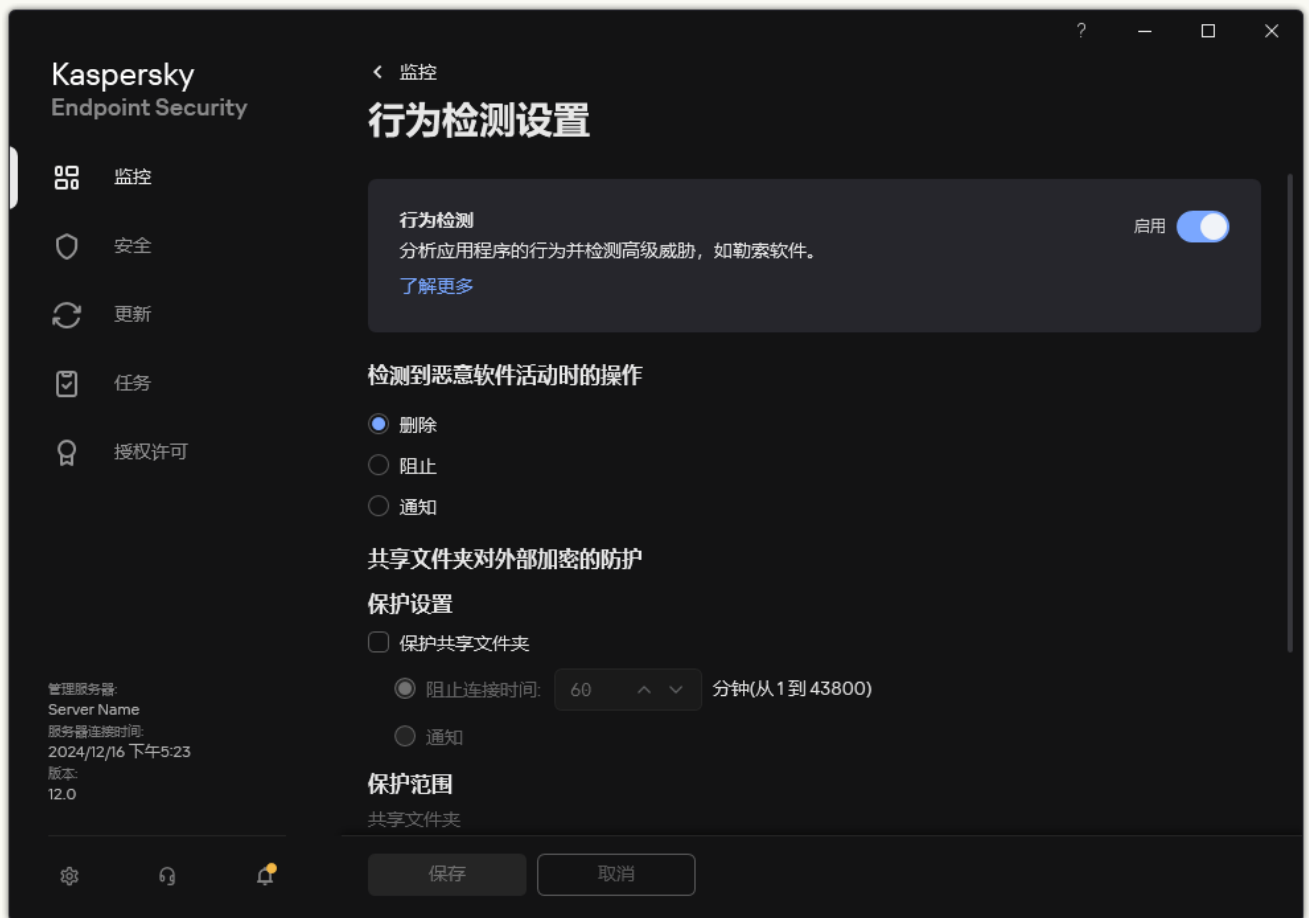 Kaspersky
Endpoint Security
监控
安全
更新
任务
授权许可
管理服务器:
Server Name
服务器连接时间:
2024/12/16 下午5:23
版本:
12.0
?
监控
行为检测设置
行为检测
分析应用程序的行为并检测高级威胁，如勒索软件。
了解更多
启用
检测到恶意软件活动时的操作
删除
阻止
通知
共享文件夹对外部加密的防护
保护设置
保护共享文件夹
阻止连接时间: 60 分钟(从 1 到 43800)
通知
保护范围
共享文件夹
保存 取消